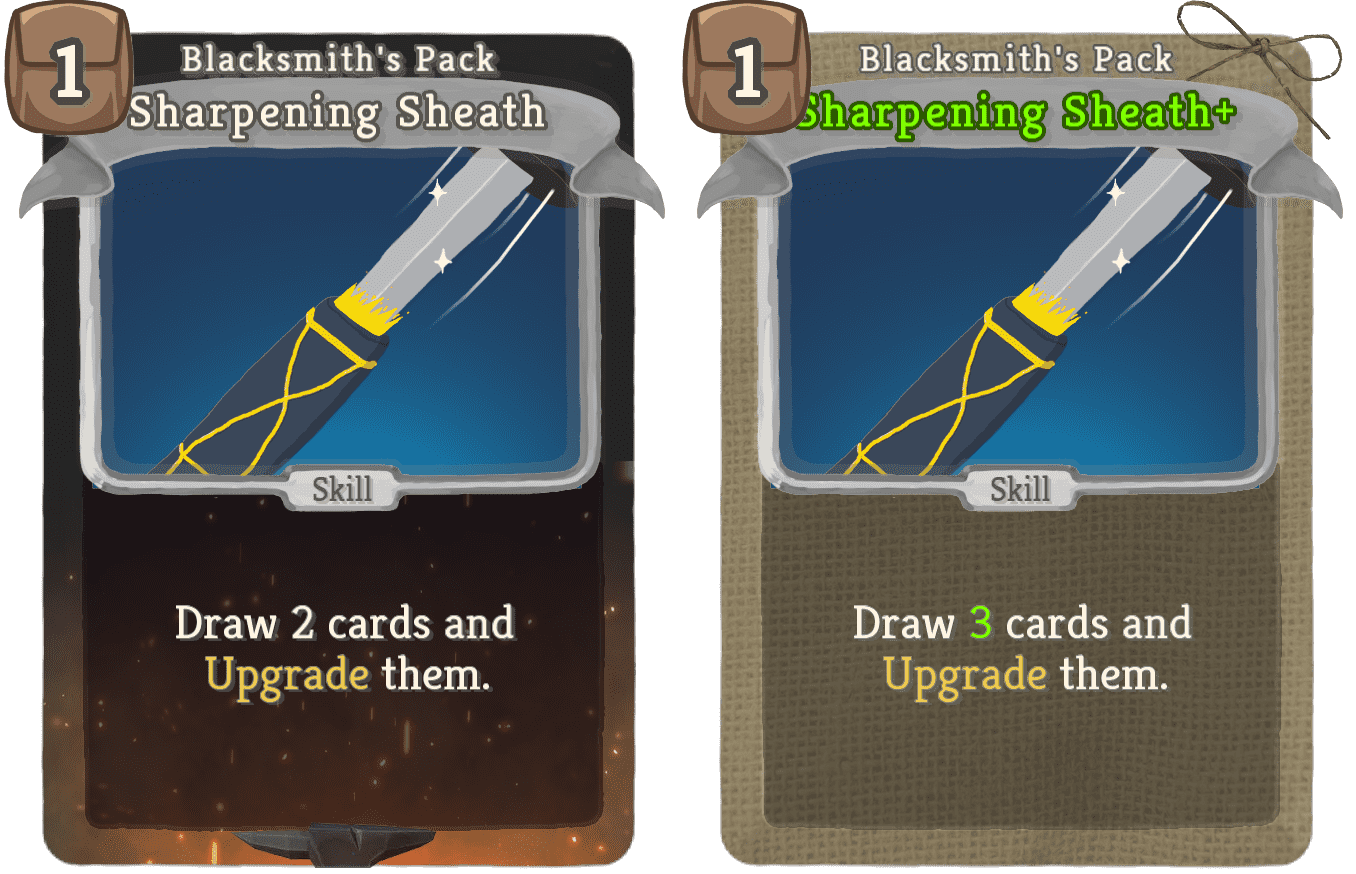 1
Blacksmith's Pack
Sharpening Sheath
Skill
Draw 2 cards and
Upgrade them.
1
Blacksmith's Pack
Sharpening Sheath+
Skill
Draw 3 cards and
Upgrade them.